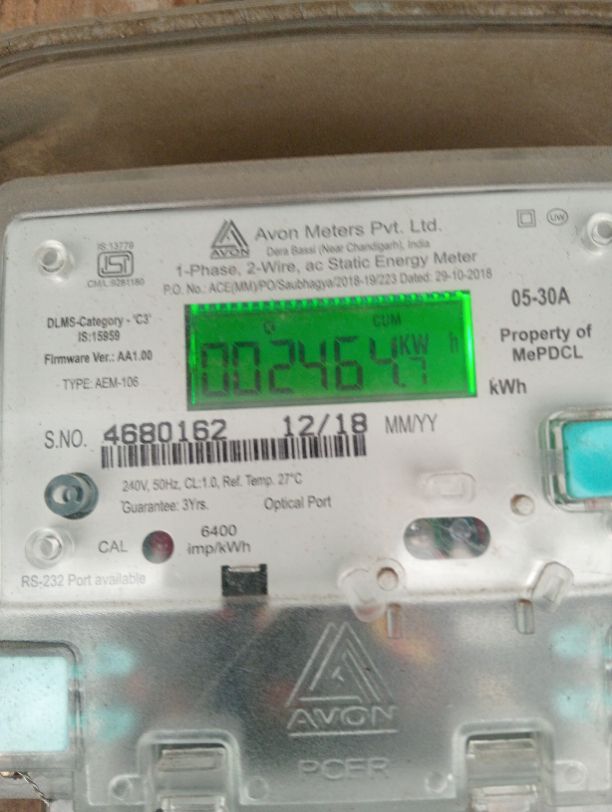 Avon Meters Pvt. Ltd.
AVON
Dera Bassi (Near Chandigarh), India
IS:13779
ISI
CM/L:9281180
1-Phase, 2-Wire, ac Static Energy Meter
P.O. No.: ACE(MM)/PO/Saubhagya/2018-19/223 Dated: 29-10-2018
UW
05-30A
DLMS-Category - 'C3'
IS:15959
Firmware Ver.: AA1.00
TYPE: AEM-106
CUM
002464.7 KW h
Property of
MePDCL
kWh
S.NO. 4680162 12/18 MM/YY
240V, 50Hz, CL:1.0, Ref. Temp. 27°C
Guarantee: 3Yrs. Optical Port
CAL
6400
imp/kWh
RS-232 Port available
AVON